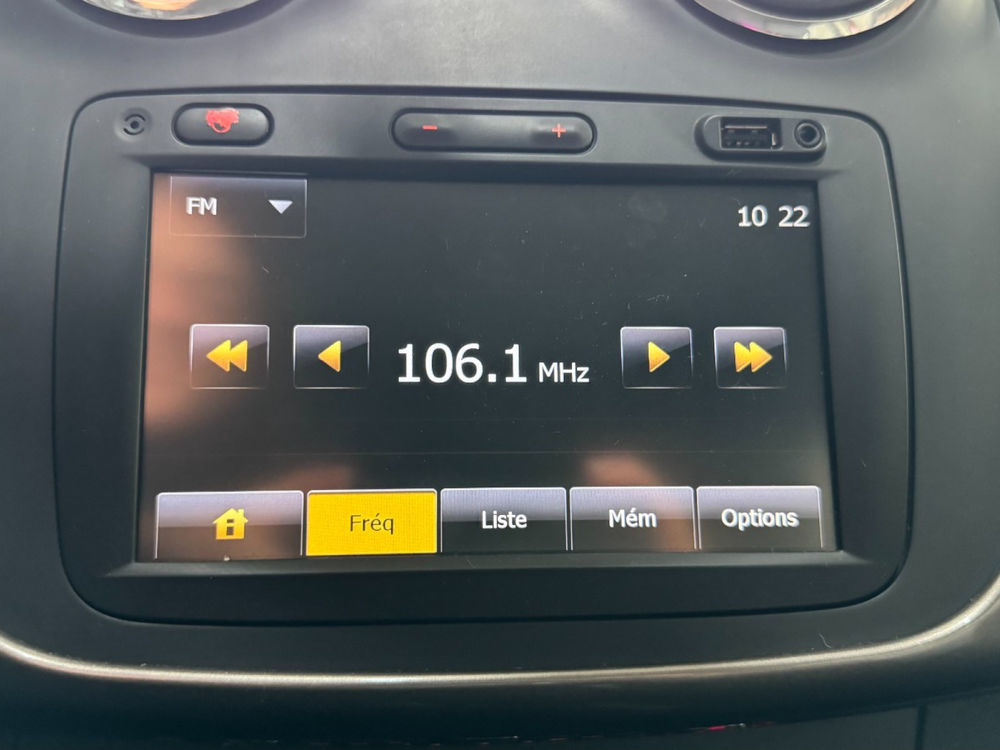 FM
10 22
106.1 MHz
Fréq Liste Mém Options